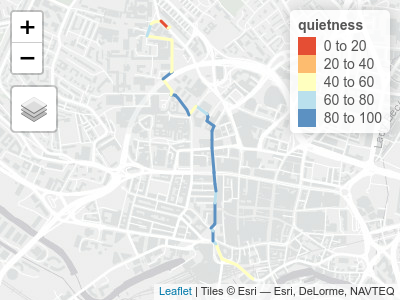 +
−
quietness
0 to 20
20 to 40
40 to 60
60 to 80
80 to 100
Leaflet | Tiles © Esri — Esri, DeLorme, NAVTEQ